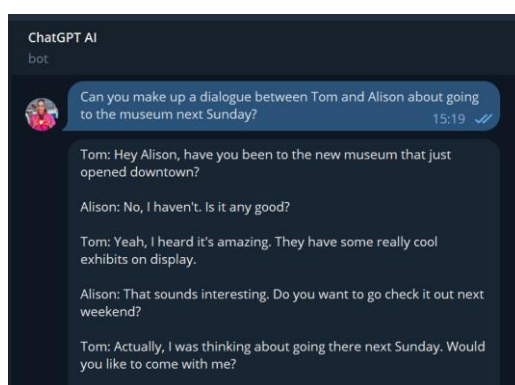 ChatGPT AI
bot
Can you make up a dialogue between Tom and Alison about going
to the museum next Sunday?
15:19
Tom: Hey Alison, have you been to the new museum that just
opened downtown?
Alison: No, I haven't. Is it any good?
Tom: Yeah, I heard it's amazing. They have some really cool
exhibits on display.
Alison: That sounds interesting. Do you want to go check it out next
weekend?
Tom: Actually, I was thinking about going there next Sunday. Would
you like to come with me?